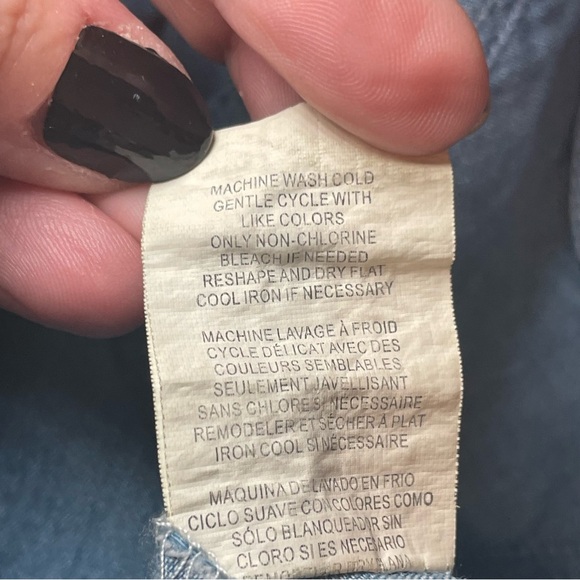 MACHINE WASH COLD
GENTLE CYCLE WITH
LIKE COLORS
ONLY NON-CHLORINE
BLEACH IF NEEDED
RESHAPE AND DRY FLAT
COOL IRON IF NECESSARY
MACHINE LAVAGE À FROID
CYCLE DÉLICAT AVEC DES
COULEURS SEMBLABLES
SEULEMENT JAVELLISANT
SANS CHLORE SI NÉCESSAIRE
REMODELER ET SÉCHER À PLAT
IRON COOL SI NÉCESSAIRE
MAQUINA DE LAVADO EN FRIO
CICLO SUAVE CON COLORES COMO
SÓLO BLANQUEADOR SIN
CLORO SI ES NECESARIO